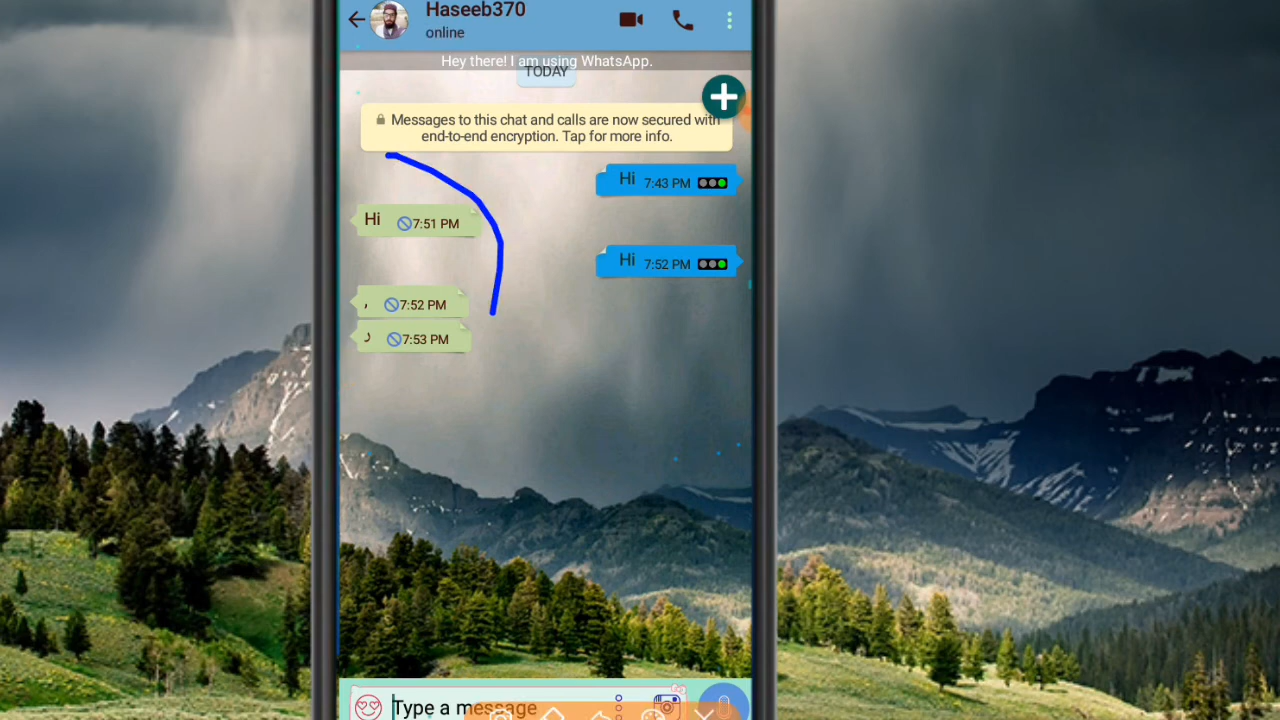 Haseeb370
online
Hey there! I am using WhatsApp.
TODAY
Messages to this chat and calls are now secured with
end-to-end encryption. Tap for more info.
Hi 7:43 PM
Hi 7:51 PM
Hi 7:52 PM
, 7:52 PM
7:53 PM
Type a message